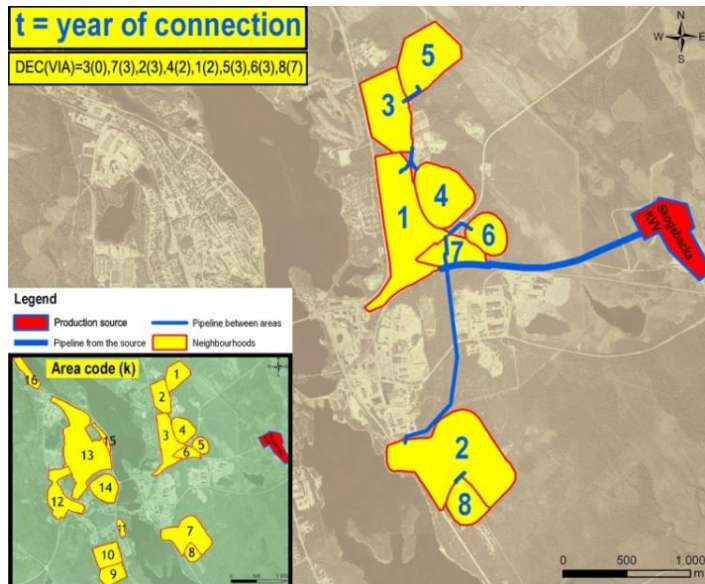 t = year of connection
DEC(VIA)=3(0),7(3),2(3),4(2),1(2),5(3),6(3),8(7)
N
W E
S
5
3
4
1
6
7
Skogsbacka
KVV
2
8
Legend
Production source
Pipeline between areas
Pipeline from the source
Neighbourhoods
Area code (k)
16
1
2
3
4
15
5
6
13
14
12
11
7
10
8
9
0 500 1.000
m